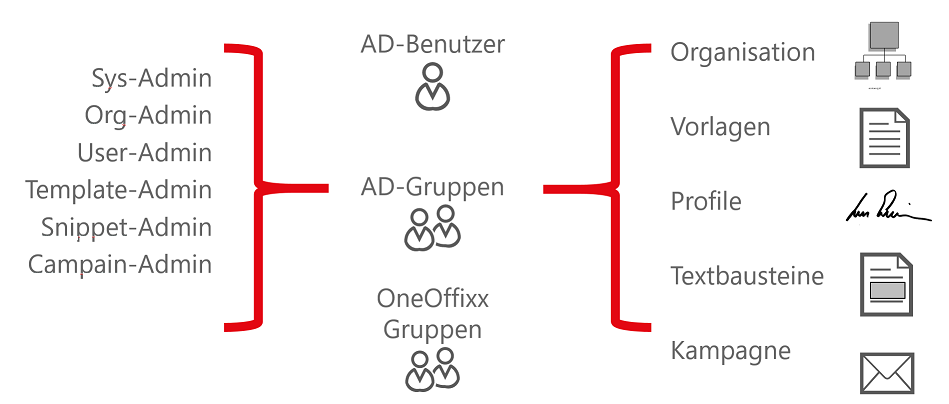 Sys-Admin
Org-Admin
User-Admin
Template-Admin
Snippet-Admin
Campain-Admin
AD-Benutzer
AD-Gruppen
OneOffixx
Gruppen
Organisation
Vorlagen
Profile
Textbausteine
Kampagne